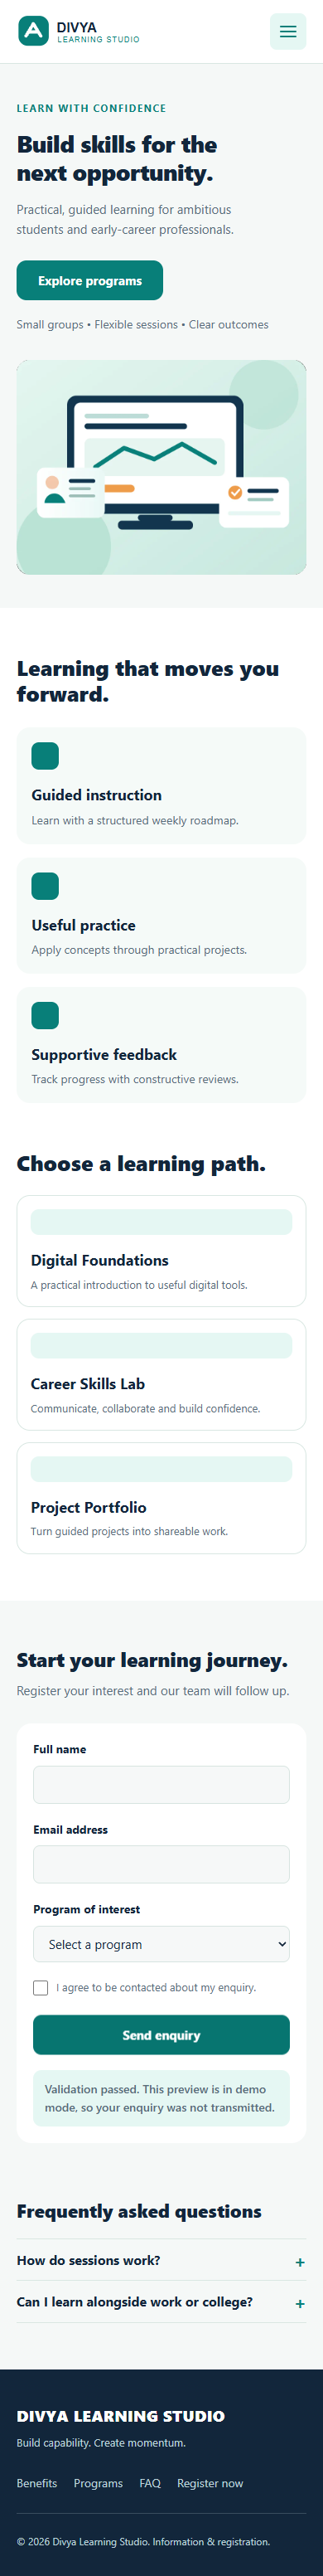 DIVYA
LEARNING STUDIO
LEARN WITH CONFIDENCE
Build skills for the
next opportunity.
Practical, guided learning for ambitious
students and early-career professionals.
Explore programs
Small groups • Flexible sessions • Clear outcomes
Learning that moves you
forward.
Guided instruction
Learn with a structured weekly roadmap.
Useful practice
Apply concepts through practical projects.
Supportive feedback
Track progress with constructive reviews.
Choose a learning path.
Digital Foundations
A practical introduction to useful digital tools.
Career Skills Lab
Communicate, collaborate and build confidence.
Project Portfolio
Turn guided projects into shareable work.
Start your learning journey.
Register your interest and our team will follow up.
Full name
Email address
Program of interest
Select a program
I agree to be contacted about my enquiry.
Send enquiry
Validation passed. This preview is in demo
mode, so your enquiry was not transmitted.
Frequently asked questions
How do sessions work? +
Can I learn alongside work or college? +
DIVYA LEARNING STUDIO
Build capability. Create momentum.
Benefits Programs FAQ Register now
© 2026 Divya Learning Studio. Information & registration.